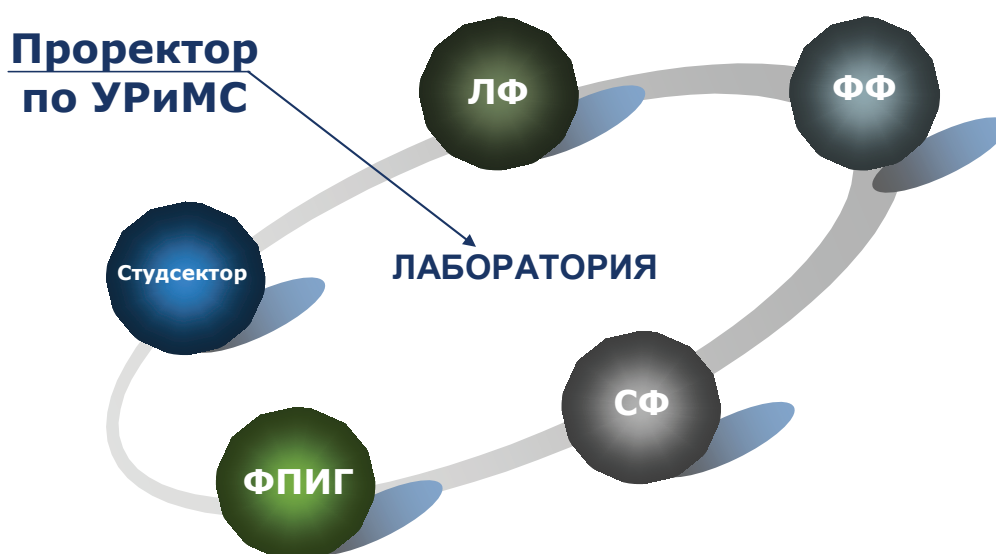 Проректор
по УРиМС
ЛФ
ФФ
Студсектор
ЛАБОРАТОРИЯ
СФ
ФПИГ